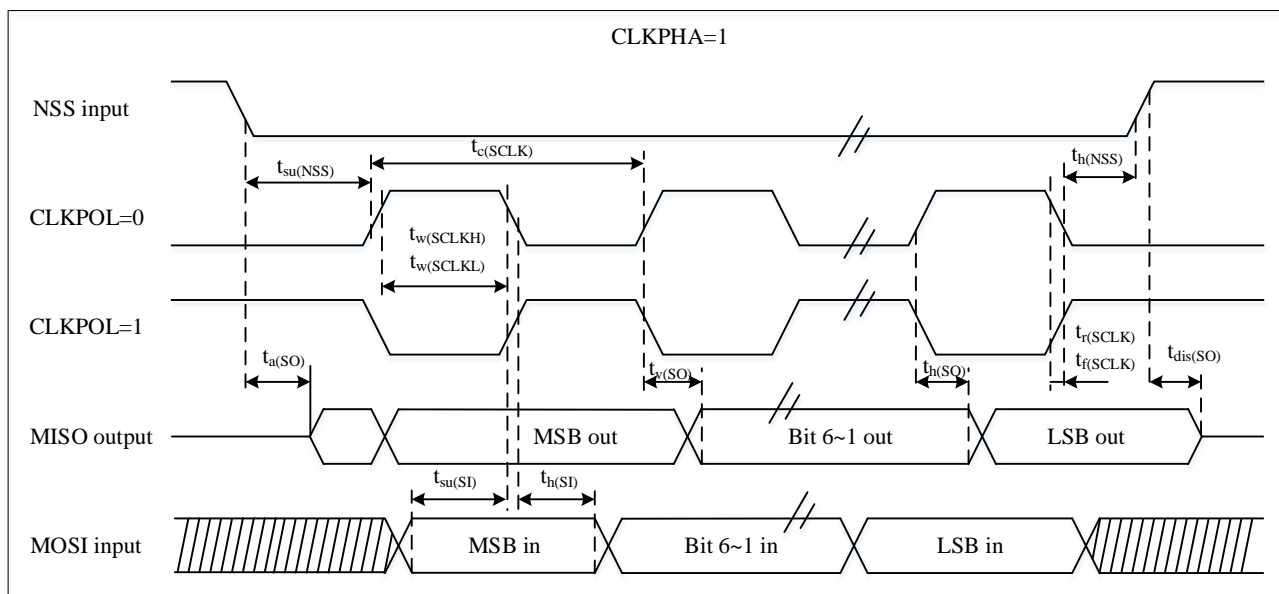 CLKPHA=1
NSS input
tc(SCLK)
tsu(NSS)
th(NSS)
CLKPOL=0
tw(SCLKH)
tw(SCLKL)
CLKPOL=1
ta(SO)
tv(SO)
th(SO)
tr(SCLK)
tf(SCLK)
tdis(SO)
MISO output
MSB out
Bit 6~1 out
LSB out
tsu(SI)
th(SI)
MOSI input
MSB in
Bit 6~1 in
LSB in